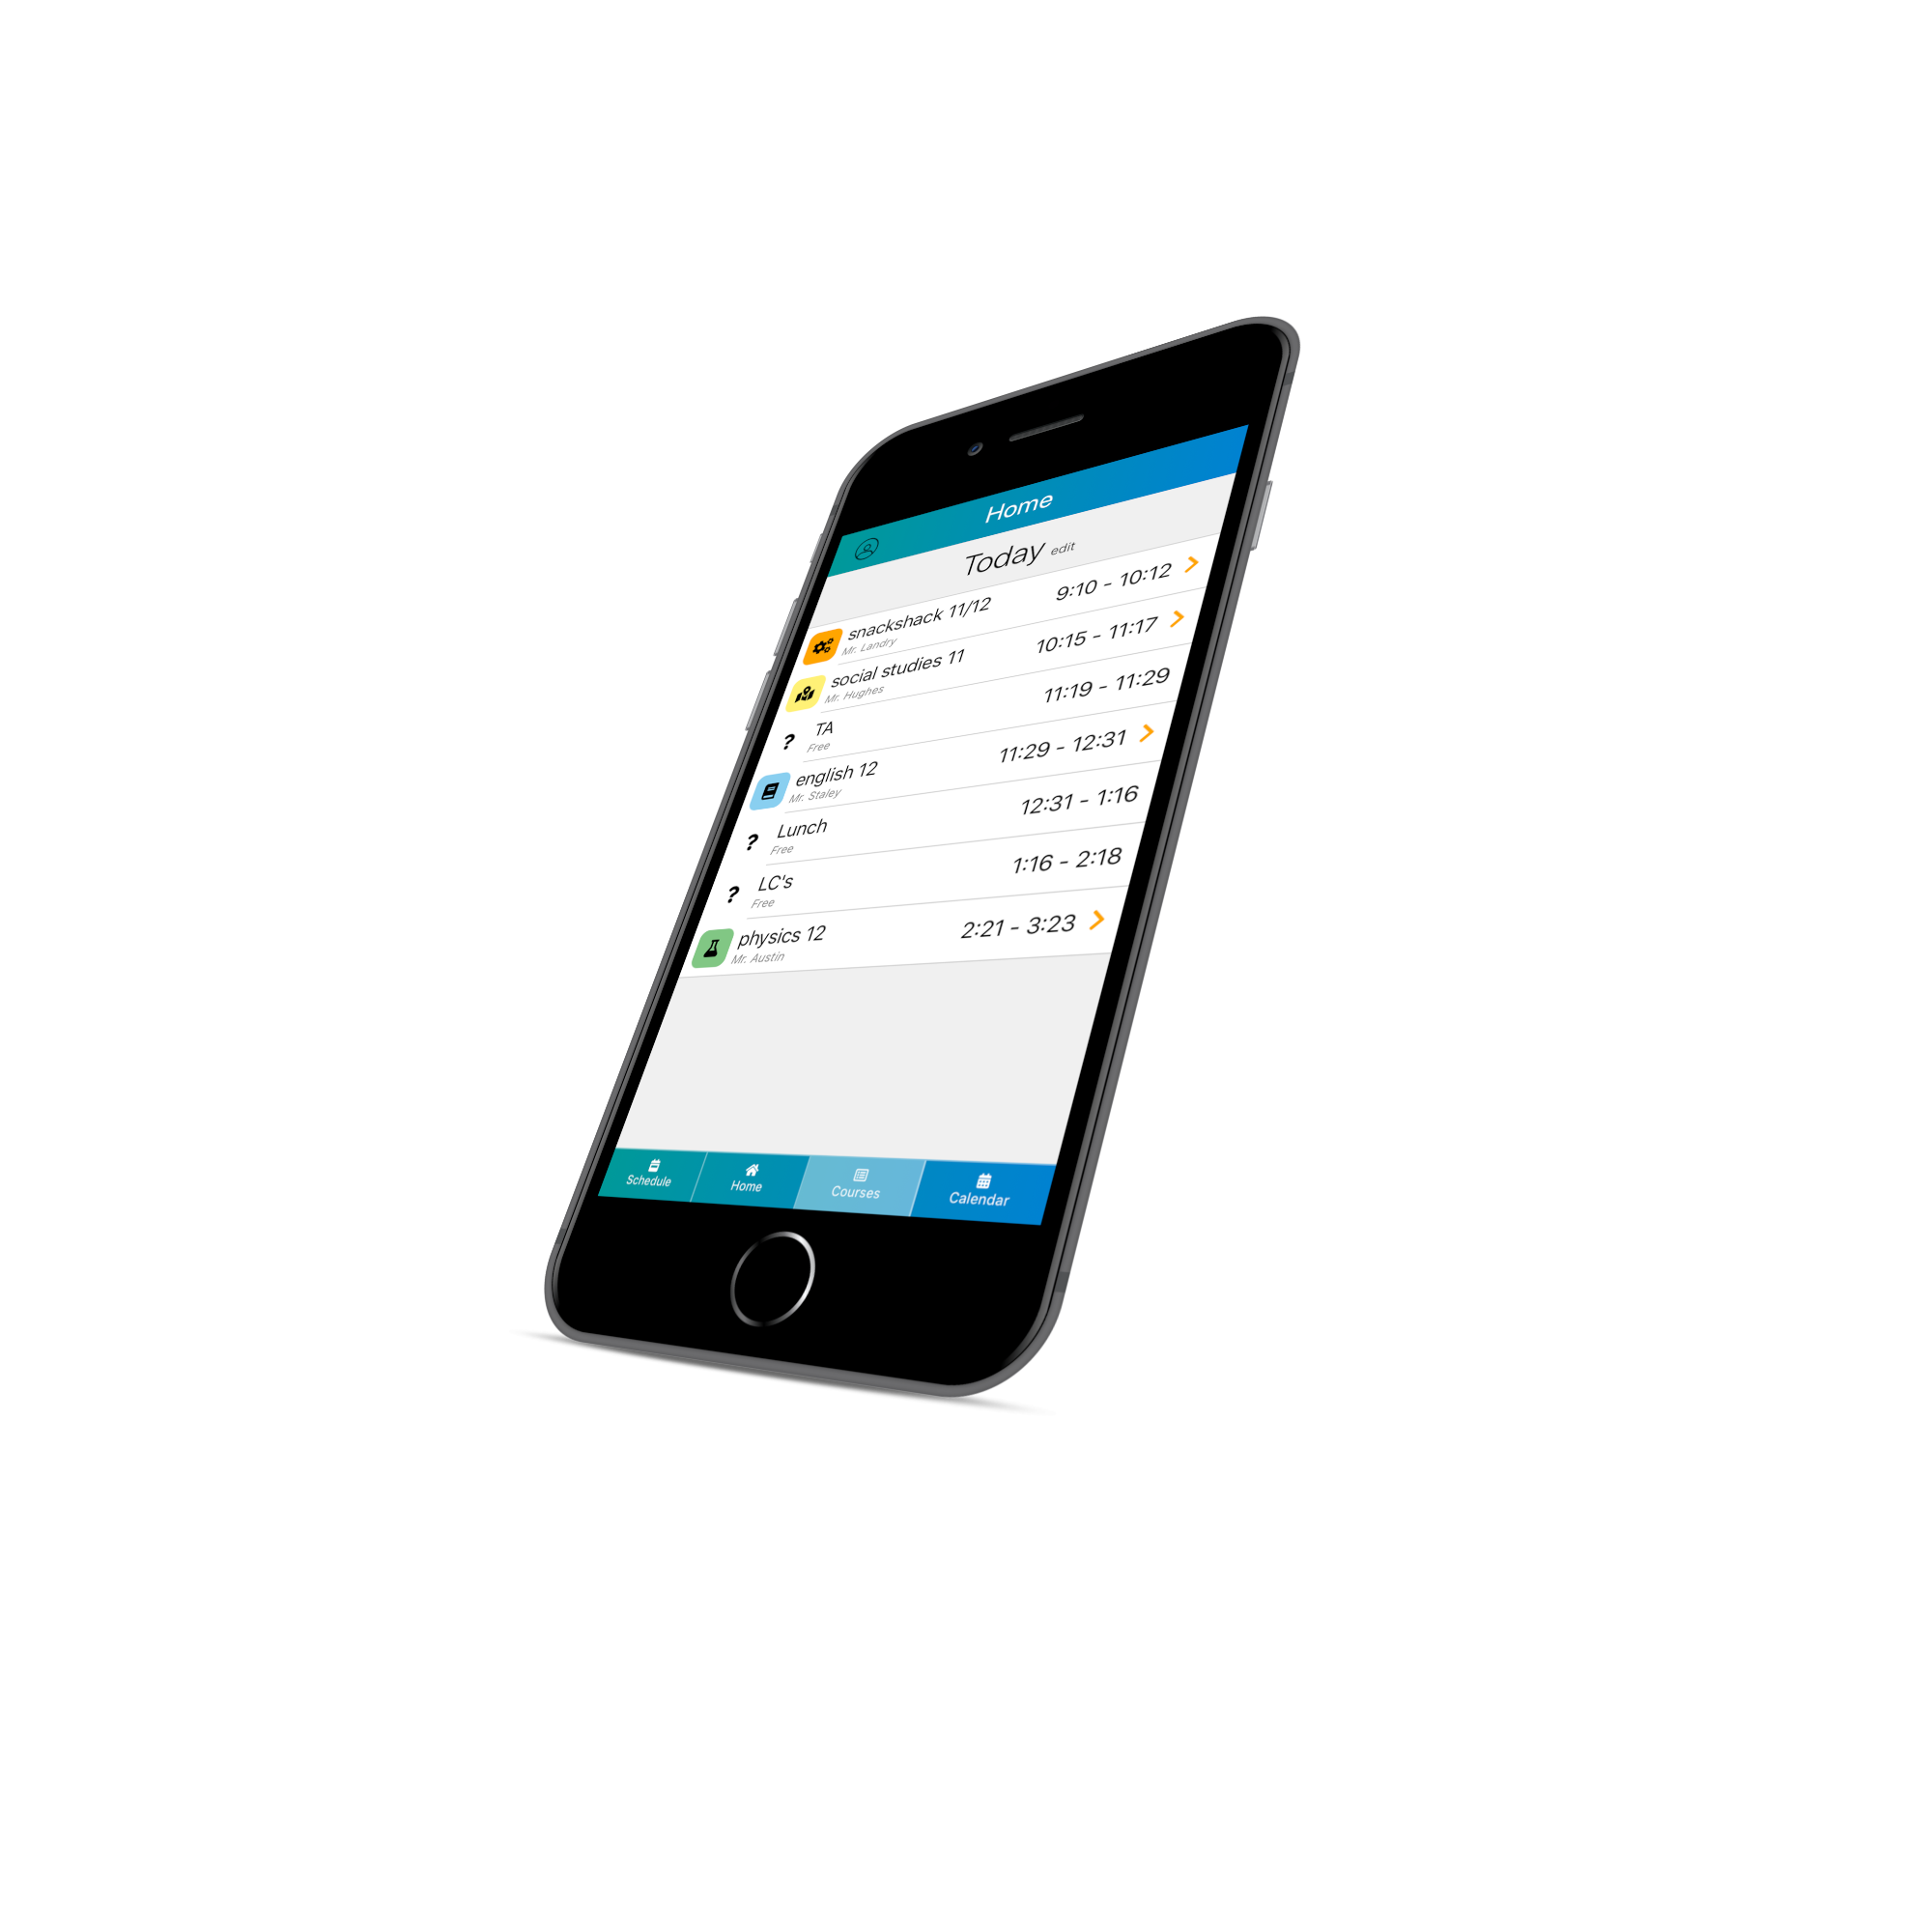 Home
Today edit
snackshack 11/12 9:10 - 10:12
Mr. Landry
social studies 11 10:15 - 11:17
Mr. Hughes
? TA 11:19 - 11:29
Free
english 12 11:29 - 12:31
Mr. Staley
? Lunch 12:31 - 1:16
Free
? LC's 1:16 - 2:18
Free
physics 12 2:21 - 3:23
Mr. Austin
Schedule Home Courses Calendar